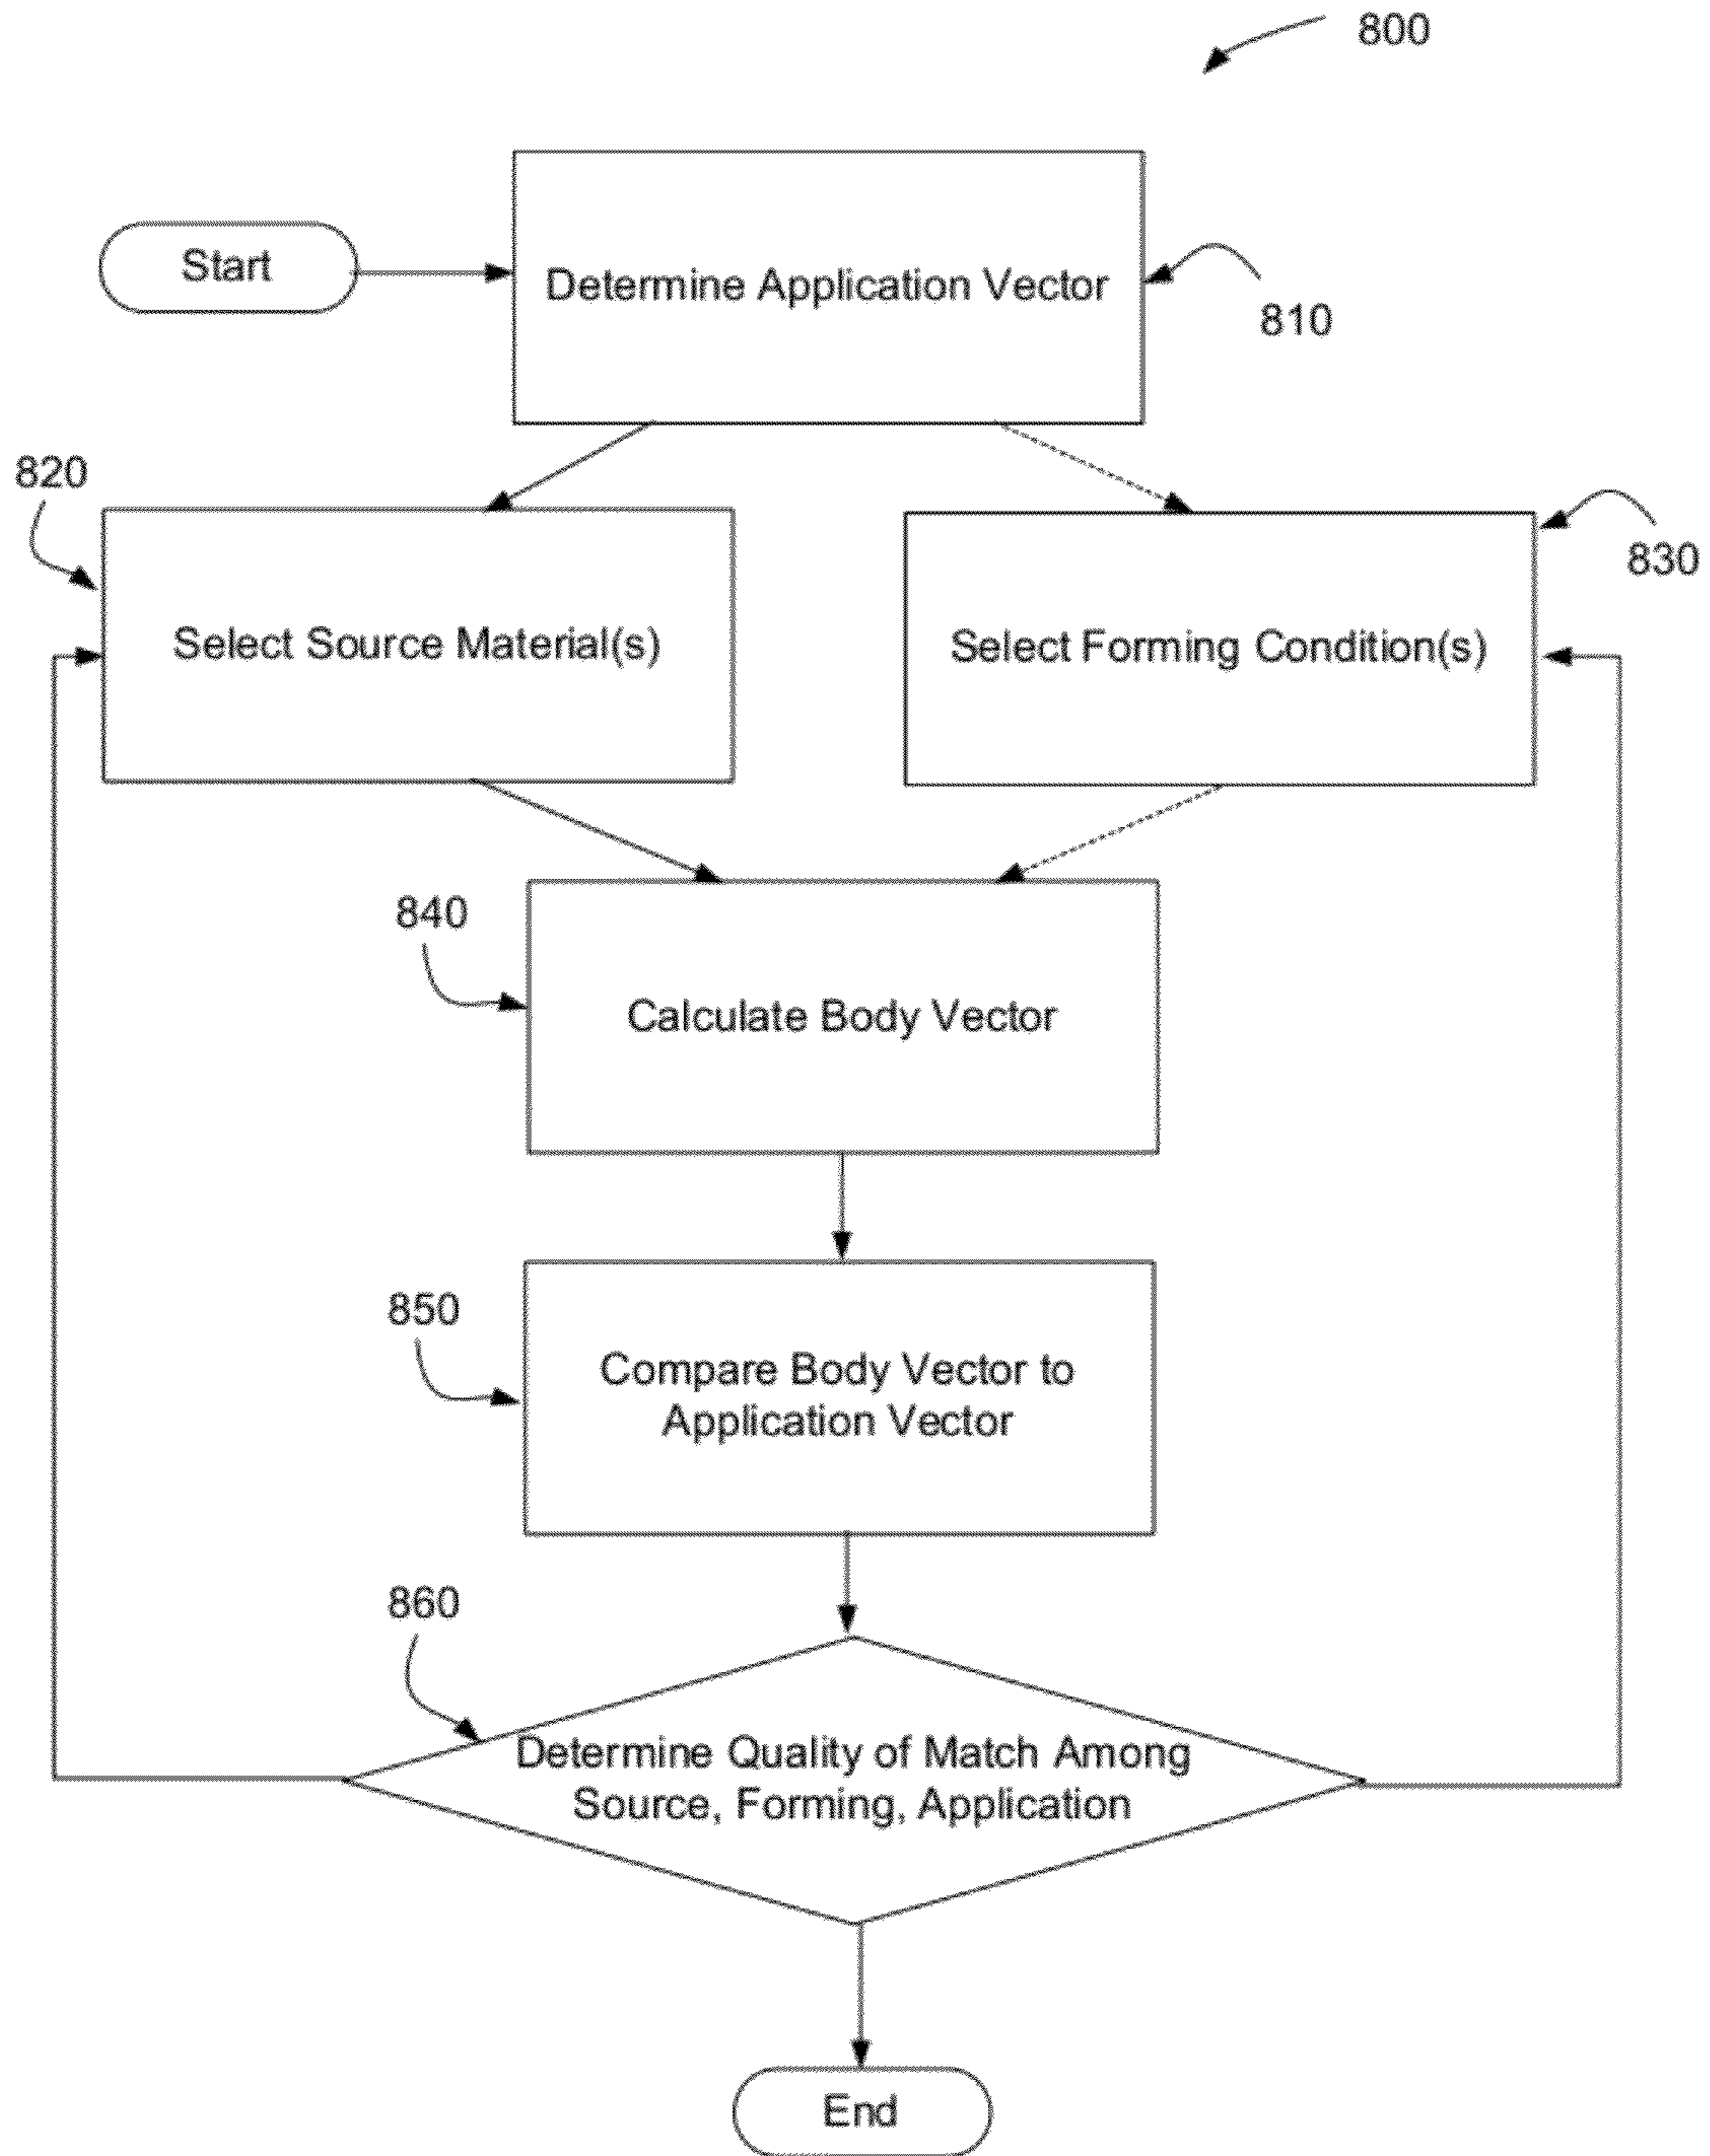 800
Start
Determine Application Vector
810
820
830
Select Source Material(s)
Select Forming Condition(s)
840
Calculate Body Vector
850
Compare Body Vector to
Application Vector
860
Determine Quality of Match Among
Source, Forming, Application
End